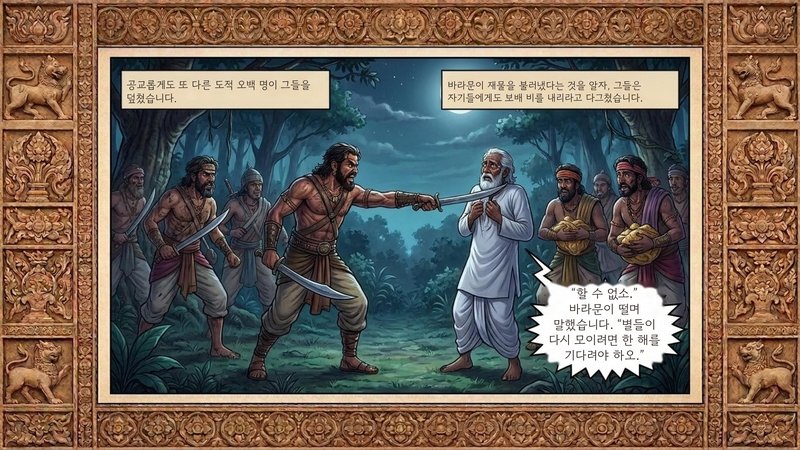 공교롭게도 또 다른 도적 오백 명이 그들을
덮쳤습니다.
바라문이 재물을 불러냈다는 것을 알자, 그들은
자기들에게도 보배 비를 내리라고 다그쳤습니다.
“할 수 없소.”
바라문이 떨며
말했습니다. “별들이
다시 모이려면 한 해를
기다려야 하오.”